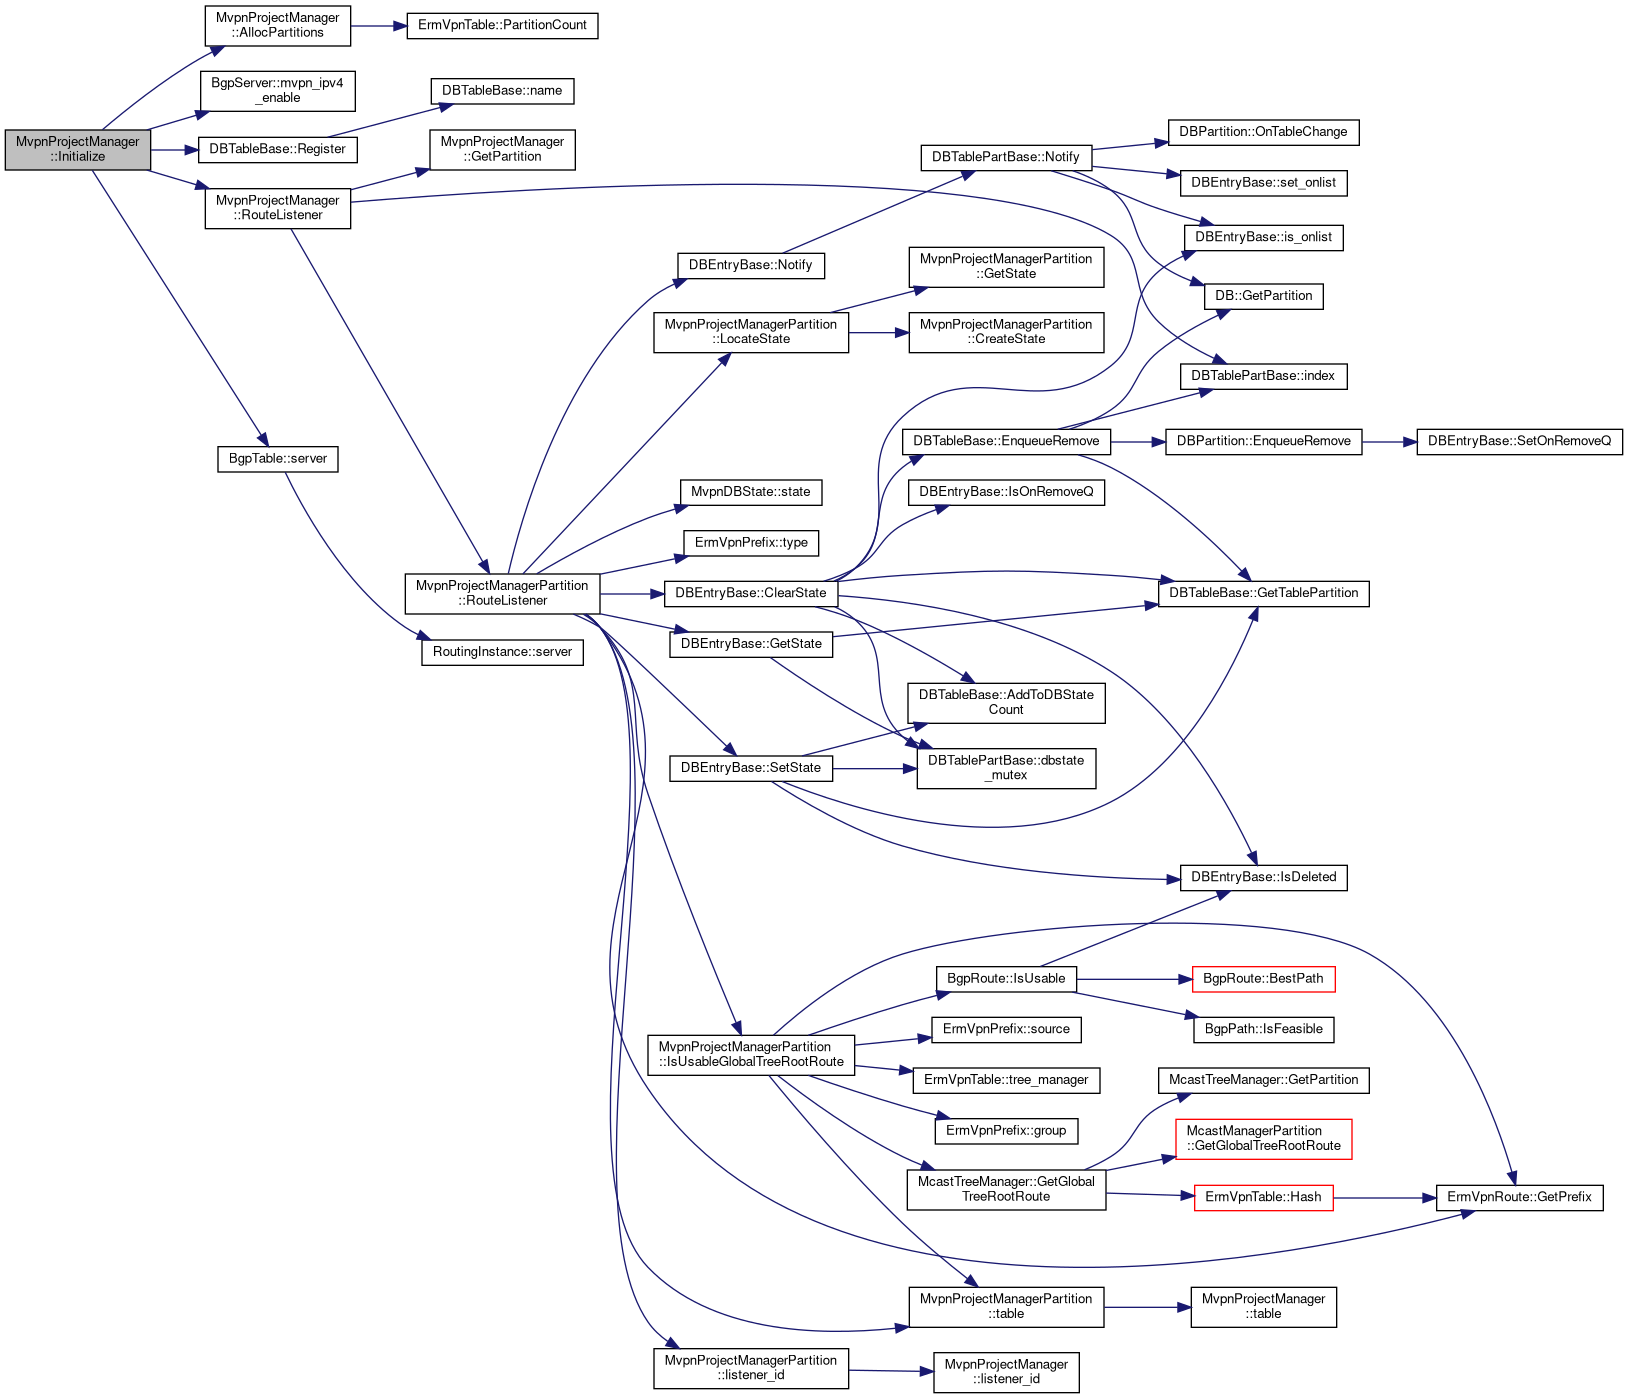 MvpnProjectManager
::Initialize
MvpnProjectManager
::AllocPartitions
ErmVpnTable::PartitionCount
BgpServer::mvpn_ipv4
_enable
DBTableBase::Register
DBTableBase::name
MvpnProjectManager
::RouteListener
MvpnProjectManager
::GetPartition
BgpTable::server
RoutingInstance::server
MvpnProjectManagerPartition
::RouteListener
DBEntryBase::Notify
MvpnProjectManagerPartition
::LocateState
MvpnDBState::state
ErmVpnPrefix::type
DBEntryBase::ClearState
DBEntryBase::GetState
DBEntryBase::SetState
MvpnProjectManagerPartition
::IsUsableGlobalTreeRootRoute
MvpnProjectManagerPartition
::listener_id
DBTablePartBase::Notify
MvpnProjectManagerPartition
::GetState
MvpnProjectManagerPartition
::CreateState
DBTableBase::EnqueueRemove
DBEntryBase::IsOnRemoveQ
DBTableBase::AddToDBState
Count
DBTablePartBase::dbstate
_mutex
BgpRoute::IsUsable
ErmVpnPrefix::source
ErmVpnTable::tree_manager
ErmVpnPrefix::group
McastTreeManager::GetGlobal
TreeRootRoute
MvpnProjectManagerPartition
::table
MvpnProjectManager
::listener_id
DBPartition::OnTableChange
DBEntryBase::set_onlist
DBEntryBase::is_onlist
DB::GetPartition
DBTablePartBase::index
DBPartition::EnqueueRemove
DBEntryBase::SetOnRemoveQ
DBTableBase::GetTablePartition
DBEntryBase::IsDeleted
BgpRoute::BestPath
BgpPath::IsFeasible
McastTreeManager::GetPartition
McastManagerPartition
::GetGlobalTreeRootRoute
ErmVpnTable::Hash
ErmVpnRoute::GetPrefix
MvpnProjectManager
::table